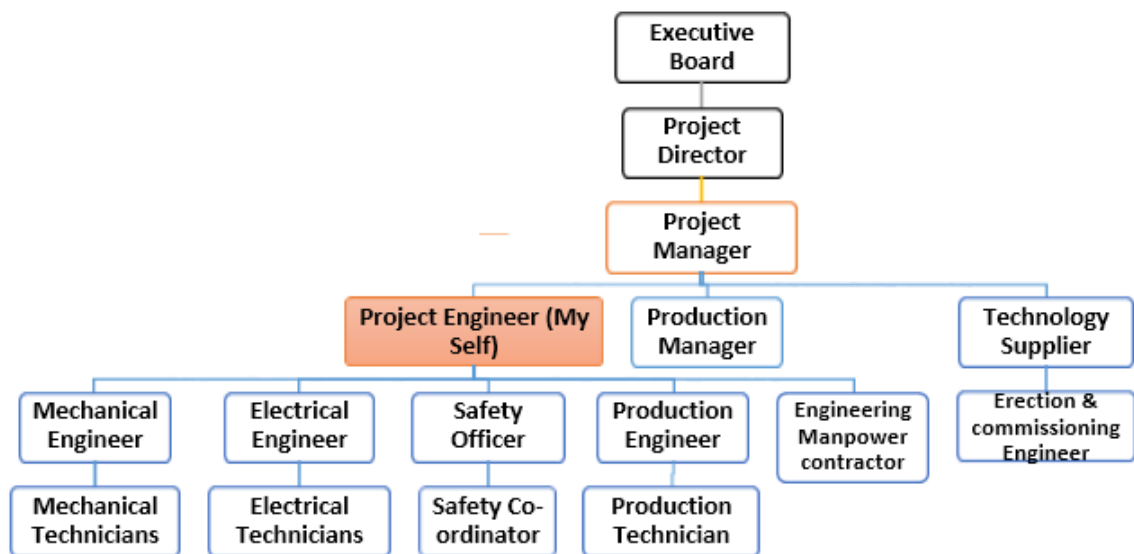 Executive
Board
Project
Director
Project
Manager
Project Engineer (My
Self)
Production
Manager
Technology
Supplier
Mechanical
Engineer
Electrical
Engineer
Safety
Officer
Production
Engineer
Engineering
Manpower
contractor
Erection &
commissioning
Engineer
Mechanical
Technicians
Electrical
Technicians
Safety Co-
ordinator
Production
Technician